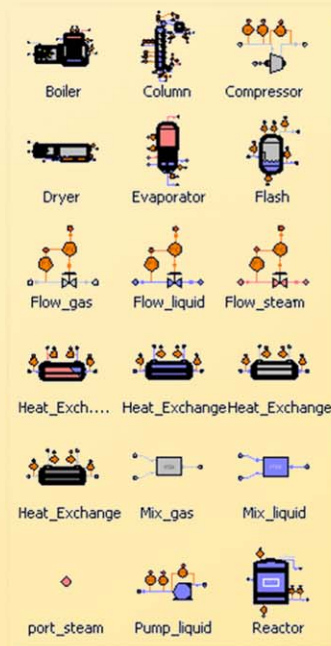 Boiler Column Compressor
Dryer Evaporator Flash
Flow_gas Flow_liquid Flow_steam
Heat_Exch.... Heat_Exchange Heat_Exchange
Heat_Exchange Mix_gas Mix_liquid
port_steam Pump_liquid Reactor